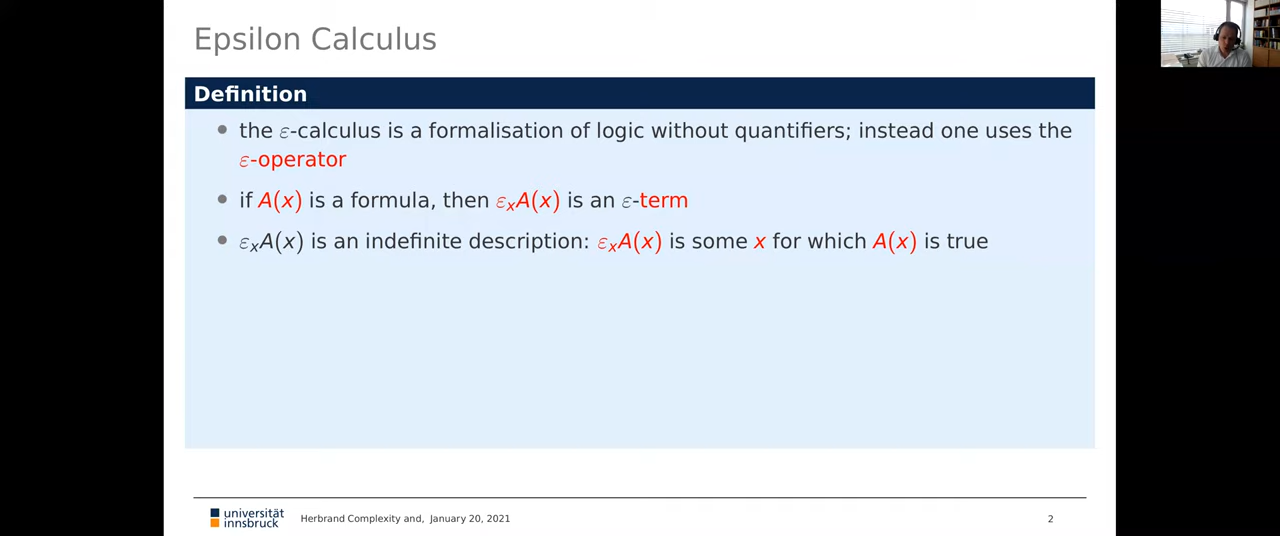 Epsilon Calculus
Definition
• the ε-calculus is a formalisation of logic without quantifiers; instead one uses the
ε-operator
• if A(x) is a formula, then εₓA(x) is an ε-term
• εₓA(x) is an indefinite description: εₓA(x) is some x for which A(x) is true
universität
innsbruck
Herbrand Complexity and, January 20, 2021
2